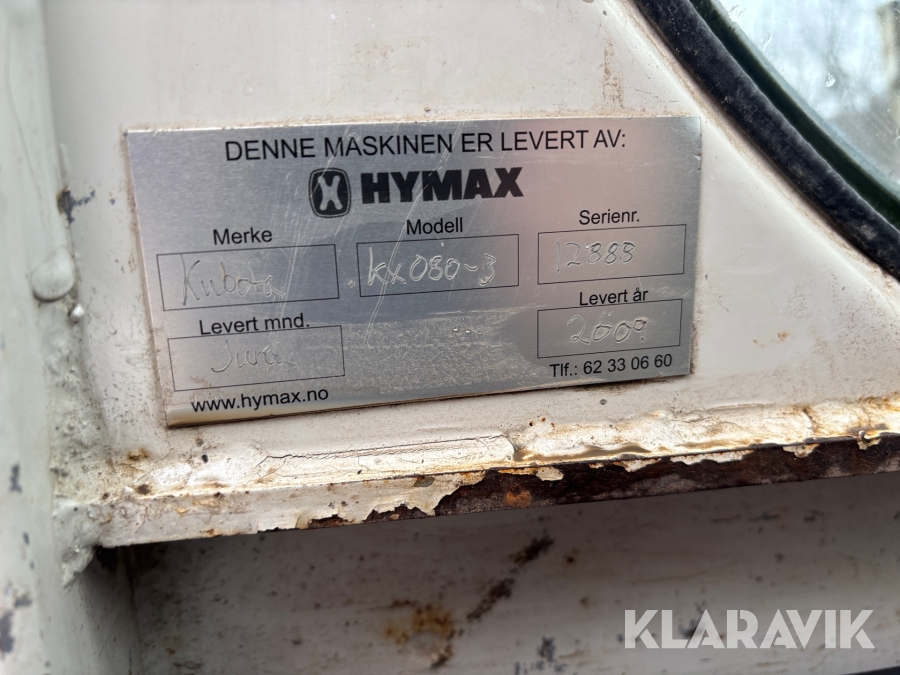 DENNE MASKINEN ER LEVERT AV:
HYMAX
Merke Modell Serienr.
Kubota KX080-3 12888
Levert mnd. Levert år
Juni 2009
www.hymax.no Tlf.: 62 33 06 60
KLARAVIK